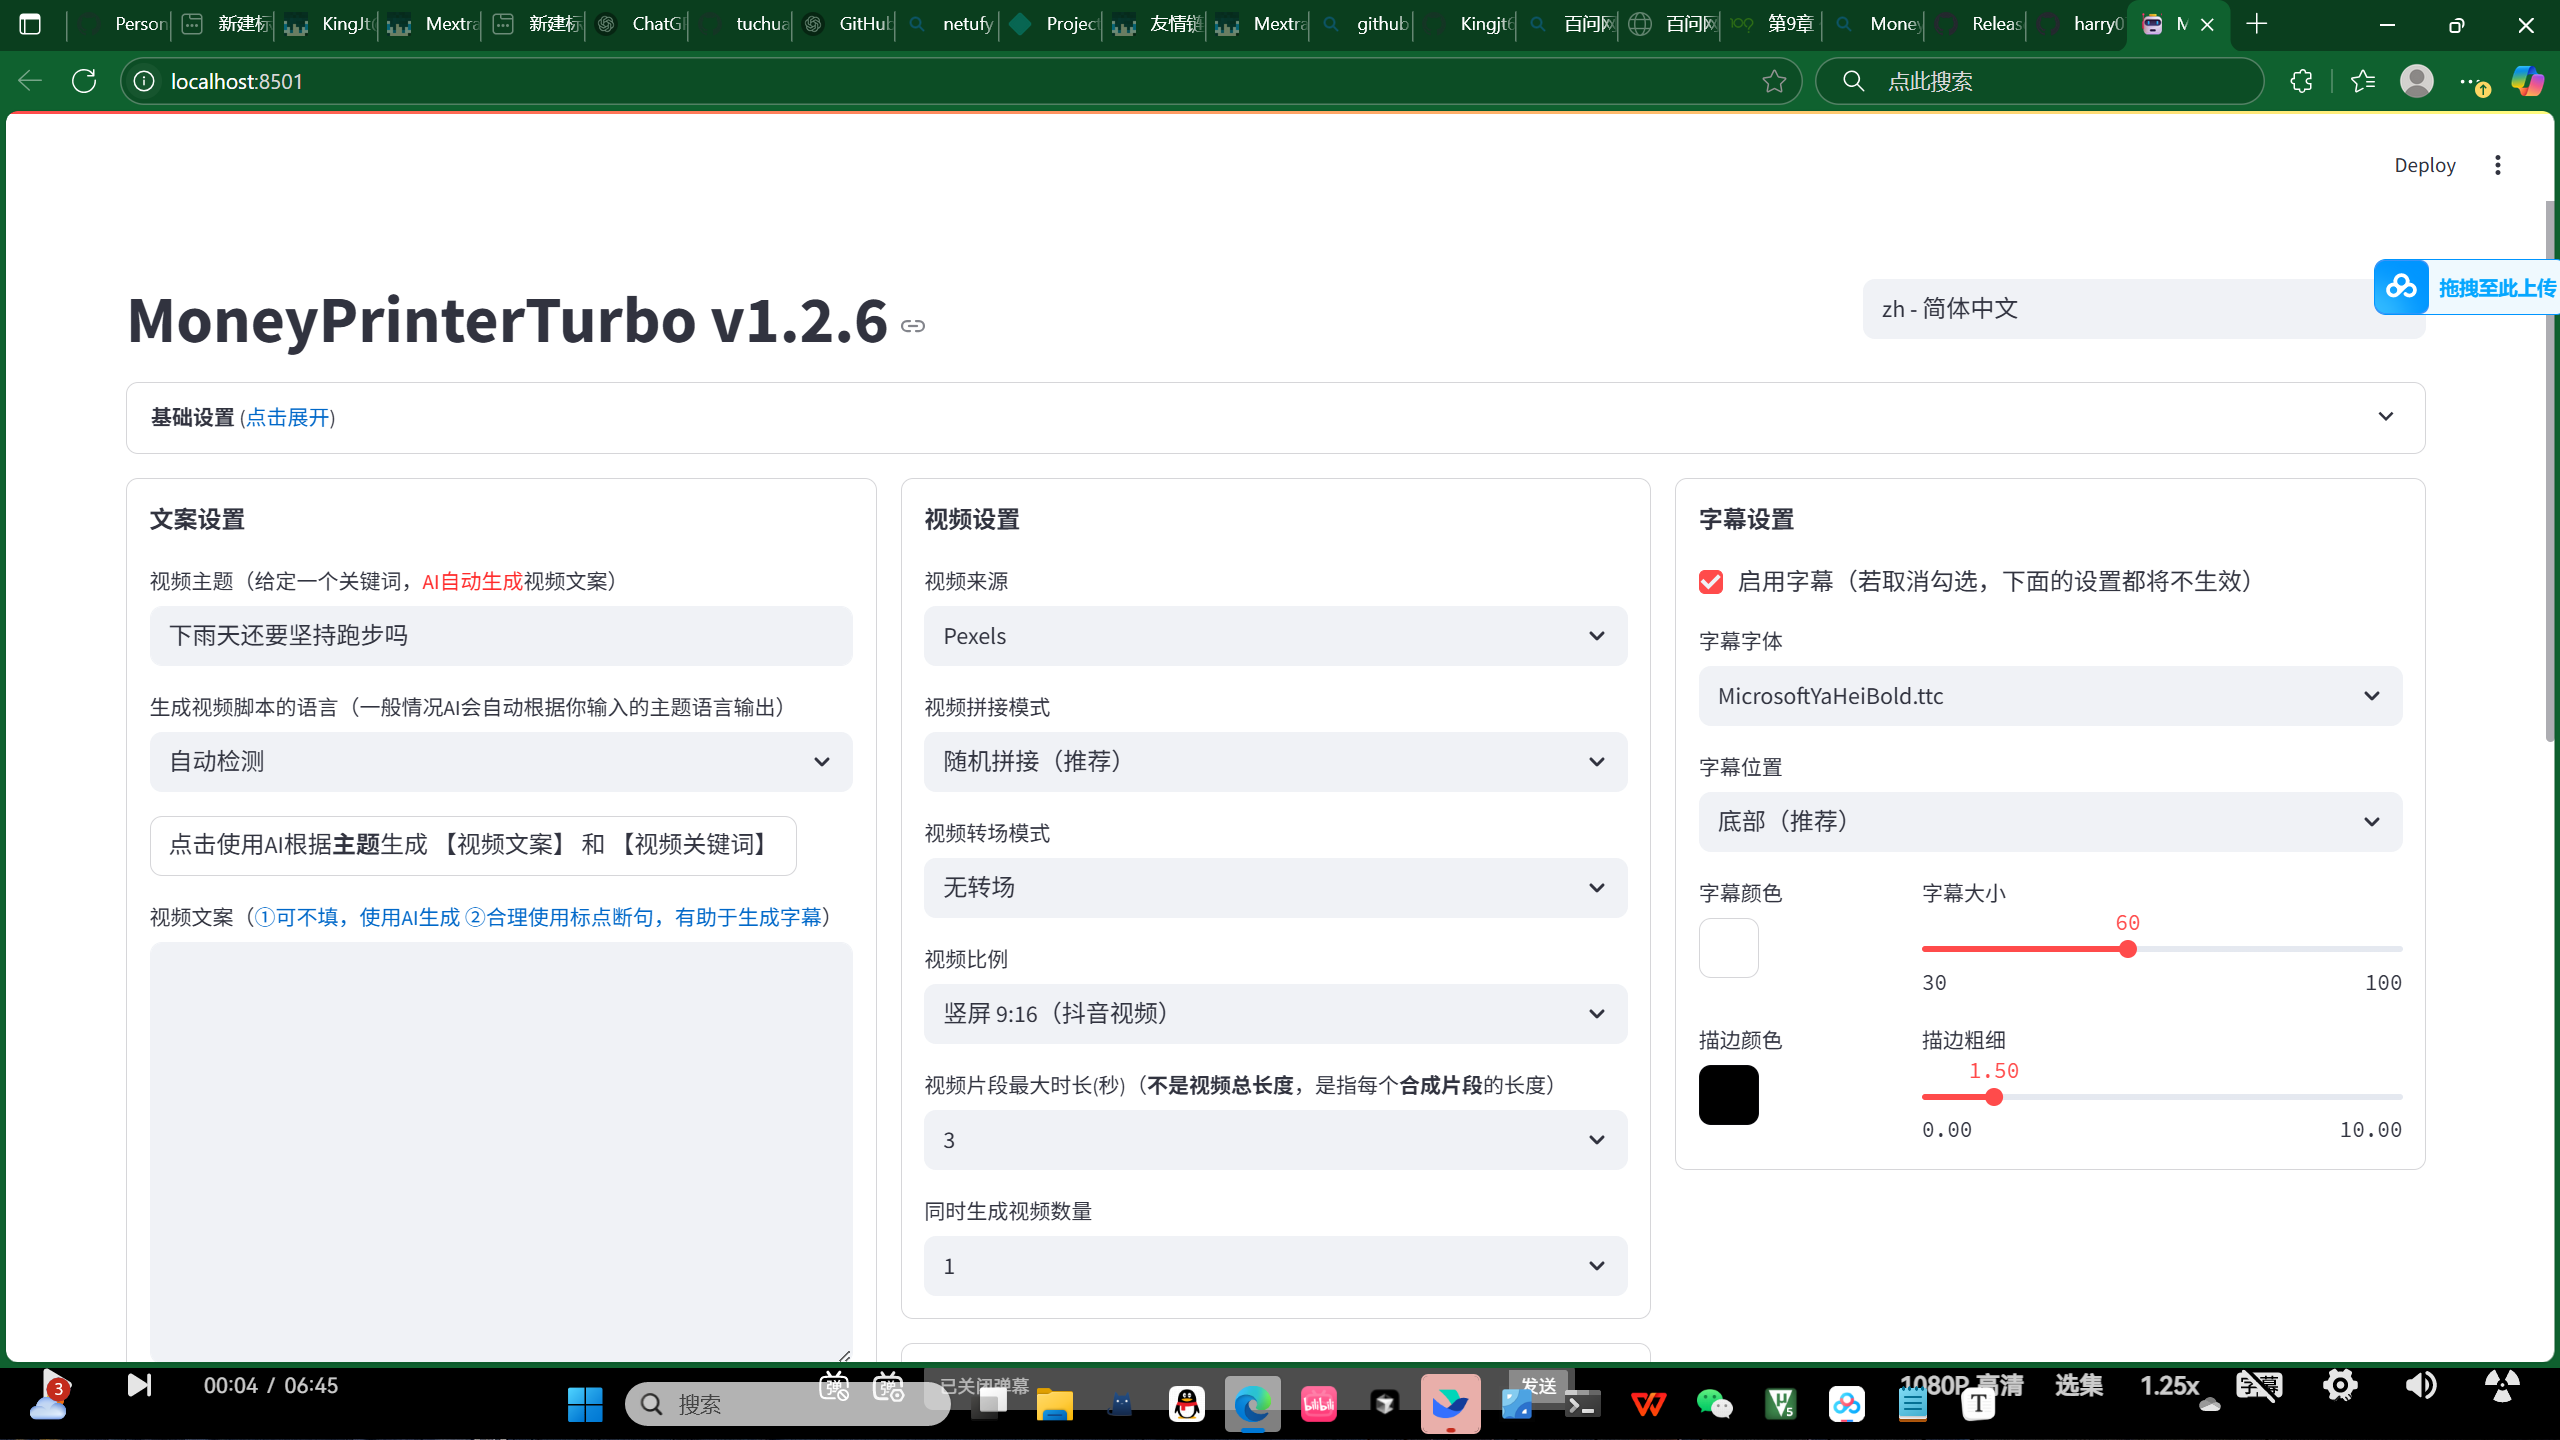 Person
新建标
KingJt
Mextra
新建标
ChatGI
tuchua
GitHub
netufy
Project
友情链
Mextra
github
Kingjt6
百问网
百问网
第9章
Money
Releas
harry0
M
localhost:8501
点此搜索
Deploy
MoneyPrinterTurbo v1.2.6
zh - 简体中文
拖拽至此上传
基础设置 (点击展开)
文案设置
视频主题（给定一个关键词，AI自动生成视频文案）
下雨天还要坚持跑步吗
生成视频脚本的语言（一般情况AI会自动根据你输入的主题语言输出）
自动检测
点击使用AI根据主题生成 【视频文案】 和 【视频关键词】
视频文案（①可不填，使用AI生成 ②合理使用标点断句，有助于生成字幕）
视频设置
视频来源
Pexels
视频拼接模式
随机拼接（推荐）
视频转场模式
无转场
视频比例
竖屏 9:16（抖音视频）
视频片段最大时长(秒)（不是视频总长度，是指每个合成片段的长度）
3
同时生成视频数量
1
字幕设置
启用字幕（若取消勾选，下面的设置都将不生效）
字幕字体
MicrosoftYaHeiBold.ttc
字幕位置
底部（推荐）
字幕颜色
字幕大小
60
30
100
描边颜色
描边粗细
1.50
0.00
10.00
3
00:04 / 06:45
搜索
弹
弹
已关闭弹幕
发送
bilibili
1080P 高清
选集
1.25x
字幕